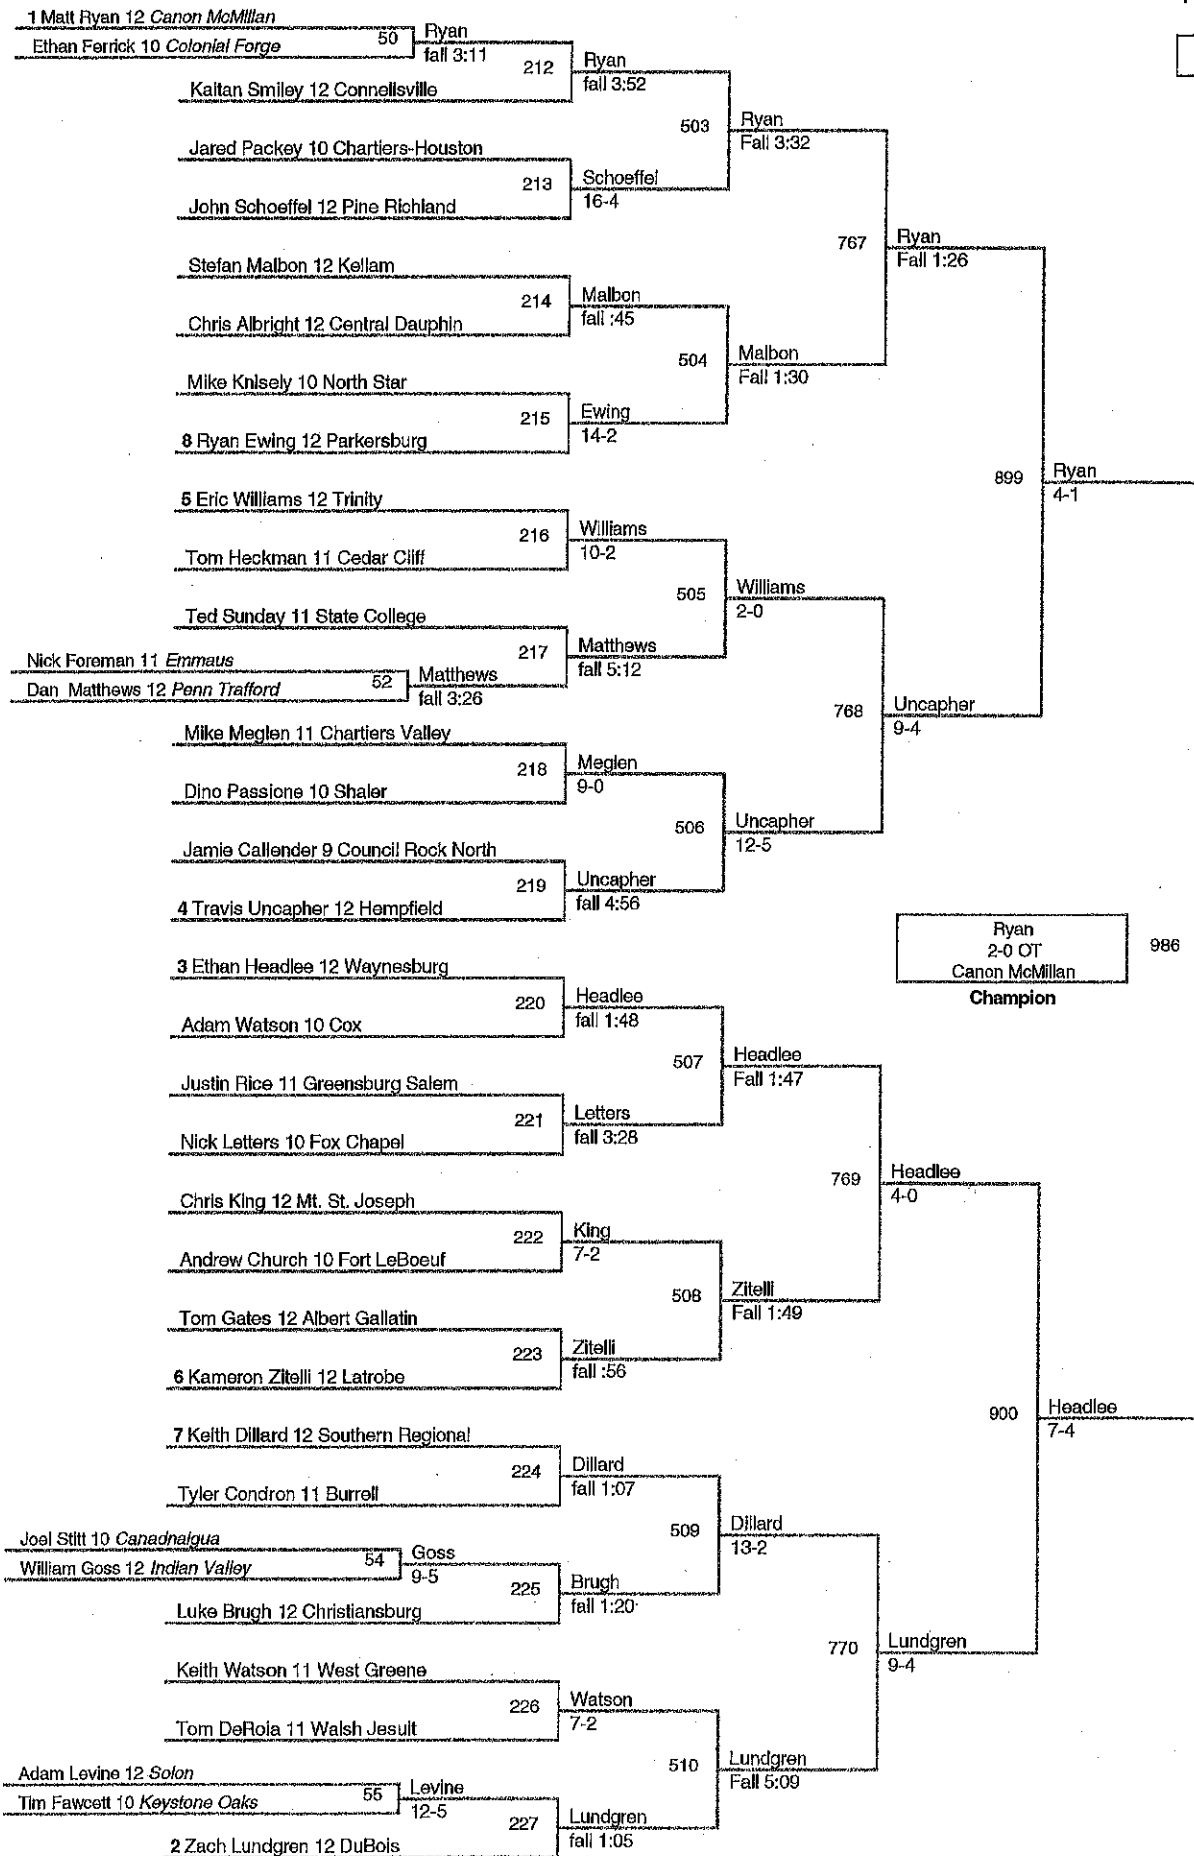 1 Matt Ryan 12 Canon McMillan
Ethan Ferrick 10 Colonial Forge
50
Ryan
fall 3:11
212
Kaltan Smiley 12 Connellsville
Ryan
fall 3:52
503
Jared Packey 10 Chartiers-Houston
213
John Schoeffel 12 Pine Richland
Schoeffel
16-4
Ryan
Fall 3:32
767
Stefan Malbon 12 Kellam
214
Chris Albright 12 Central Dauphin
Malbon
fall :45
504
Mike Knisely 10 North Star
215
8 Ryan Ewing 12 Parkersburg
Ewing
14-2
Malbon
Fall 1:30
Ryan
Fall 1:26
899
5 Eric Williams 12 Trinity
216
Tom Heckman 11 Cedar Cliff
Williams
10-2
505
Ted Sunday 11 State College
217
Nick Foreman 11 Emmaus
Dan Matthews 12 Penn Trafford
52
Matthews
fall 3:26
Matthews
fall 5:12
Williams
2-0
768
Mike Meglen 11 Chartiers Valley
218
Dino Passione 10 Shaler
Meglen
9-0
506
Jamie Callender 9 Council Rock North
219
4 Travis Uncapher 12 Hempfield
Uncapher
fall 4:56
Uncapher
12-5
Uncapher
9-4
Ryan
4-1
Ryan
2-0 OT
Canon McMillan
986
Champion
3 Ethan Headlee 12 Waynesburg
220
Adam Watson 10 Cox
Headlee
fall 1:48
507
Justin Rice 11 Greensburg Salem
221
Nick Letters 10 Fox Chapel
Letters
fall 3:28
Headlee
Fall 1:47
769
Chris King 12 Mt. St. Joseph
222
Andrew Church 10 Fort LeBoeuf
King
7-2
508
Tom Gates 12 Albert Gallatin
223
6 Kameron Zitelli 12 Latrobe
Zitelli
fall :56
Zitelli
Fall 1:49
Headlee
4-0
900
7 Keith Dillard 12 Southern Regional
224
Tyler Condron 11 Burrell
Dillard
fall 1:07
509
Joel Stitt 10 Canadnaigua
William Goss 12 Indian Valley
54
Goss
9-5
225
Luke Brugh 12 Christiansburg
Brugh
fall 1:20
Dillard
13-2
770
Keith Watson 11 West Greene
226
Tom DeRoia 11 Walsh Jesuit
Watson
7-2
510
Adam Levine 12 Solon
Tim Fawcett 10 Keystone Oaks
55
Levine
12-5
227
2 Zach Lundgren 12 DuBois
Lundgren
fall 1:05
Lundgren
Fall 5:09
Lundgren
9-4
Headlee
7-4